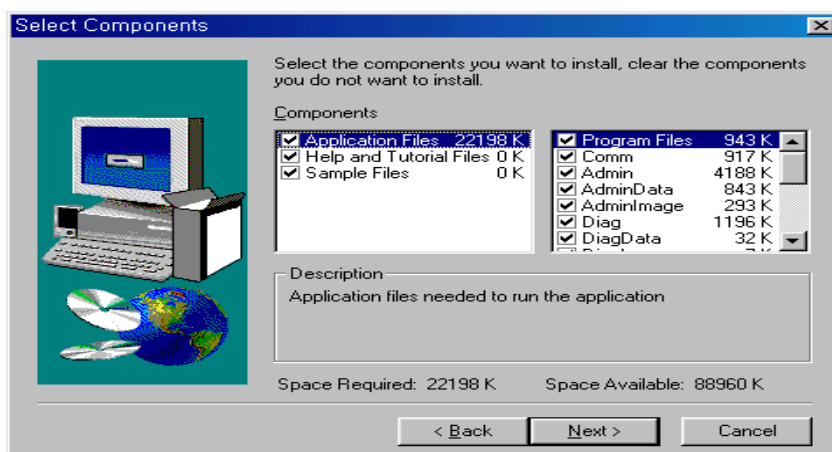 Select Components
Select the components you want to install, clear the components
you do not want to install.
Components
Application Files 22198 K
Help and Tutorial Files 0 K
Sample Files 0 K
Program Files 943 K
Comm 917 K
Admin 4188 K
AdminData 843 K
AdminImage 293 K
Diag 1196 K
DiagData 32 K
Description
Application files needed to run the application
Space Required: 22198 K
Space Available: 88960 K
< Back
Next >
Cancel